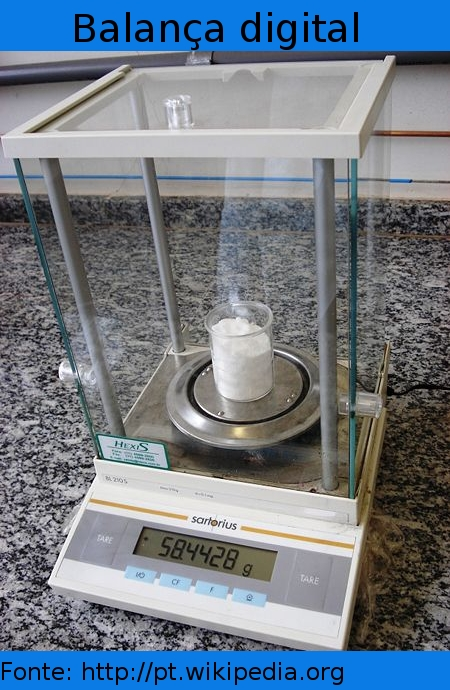 Balança digital
HEXIS
BL 210S
sartorius
TARE
58.4428 g
TARE
I/O
CF
F
Fonte: http://pt.wikipedia.org